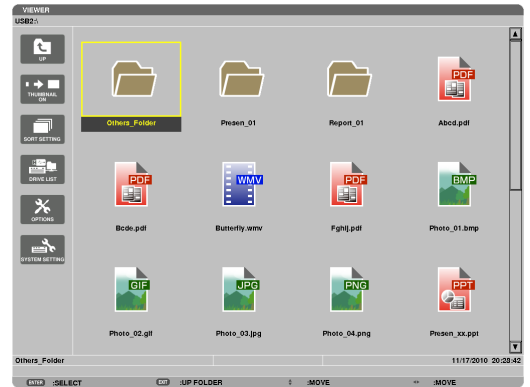 VIEWER
USB2:\
UP
THUMBNAIL
ON
SORT SETTING
DRIVE LIST
OPTIONS
SYSTEM SETTING
Others_Folder
Presen_01
Report_01
PDF
Abcd.pdf
PDF
Bcde.pdf
WMV
Butterfly.wmv
PDF
Fghij.pdf
BMP
Photo_01.bmp
GIF
Photo_02.gif
JPG
Photo_03.jpg
PNG
Photo_04.png
PPT
Presen_xx.ppt
Others_Folder
11/17/2010 20:28:42
ENTER :SELECT
EXIT :UP FOLDER
:MOVE
:MOVE